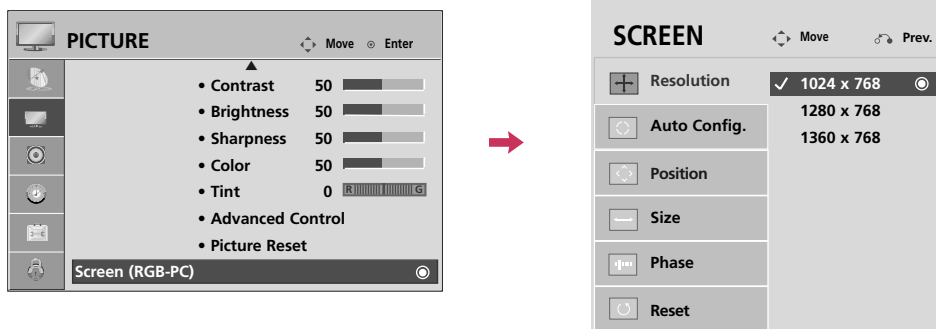 PICTURE
Move Enter
• Contrast 50
• Brightness 50
• Sharpness 50
• Color 50
• Tint 0 R G
• Advanced Control
• Picture Reset
Screen (RGB-PC)
SCREEN
Move Prev.
Resolution
Auto Config.
Position
Size
Phase
Reset
✓ 1024 x 768
1280 x 768
1360 x 768